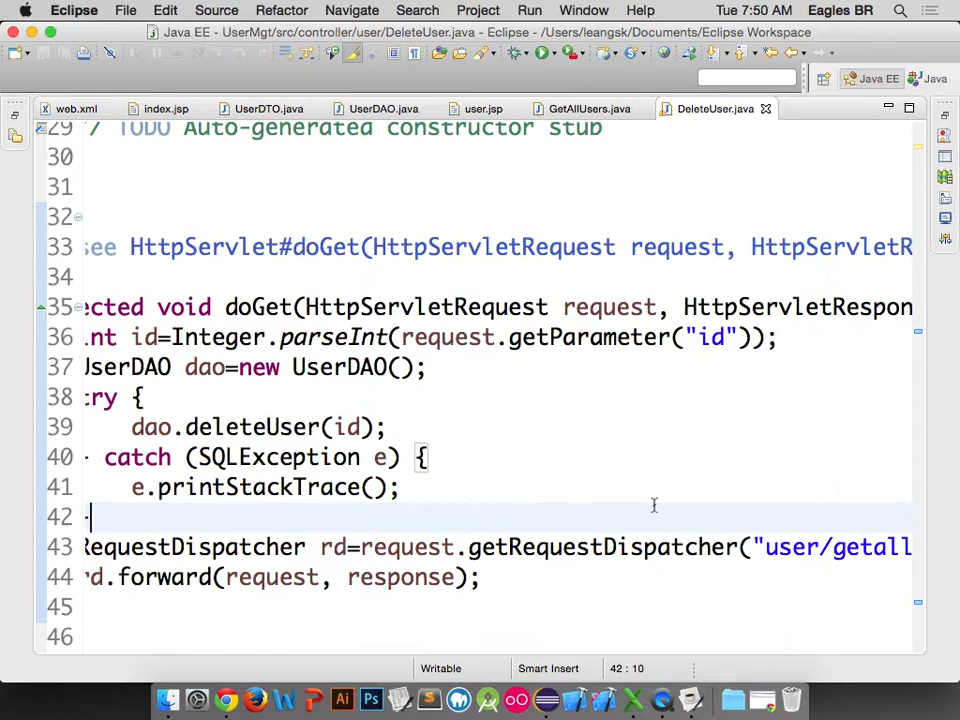 Eclipse File Edit Source Refactor Navigate Search Project Run Window Help Tue 7:50 AM Eagles BR
Java EE - UserMgt/src/controller/user/DeleteUser.java - Eclipse - /Users/leangsk/Documents/Eclipse Workspace
Java EE Java
web.xml index.jsp UserDTO.java UserDAO.java user.jsp GetAllUsers.java DeleteUser.java
29 // TODO Auto-generated constructor stub
30
31
32
33 see HttpServlet#doGet(HttpServletRequest request, HttpServletR
34
35 ected void doGet(HttpServletRequest request, HttpServletRespon
36 int id=Integer.parseInt(request.getParameter("id"));
37 UserDAO dao=new UserDAO();
38 try {
39 dao.deleteUser(id);
40 catch (SQLException e) {
41 e.printStackTrace();
42
43 RequestDispatcher rd=request.getRequestDispatcher("user/getall
44 rd.forward(request, response);
45
46
Writable Smart Insert 42 : 10
Ai Ps